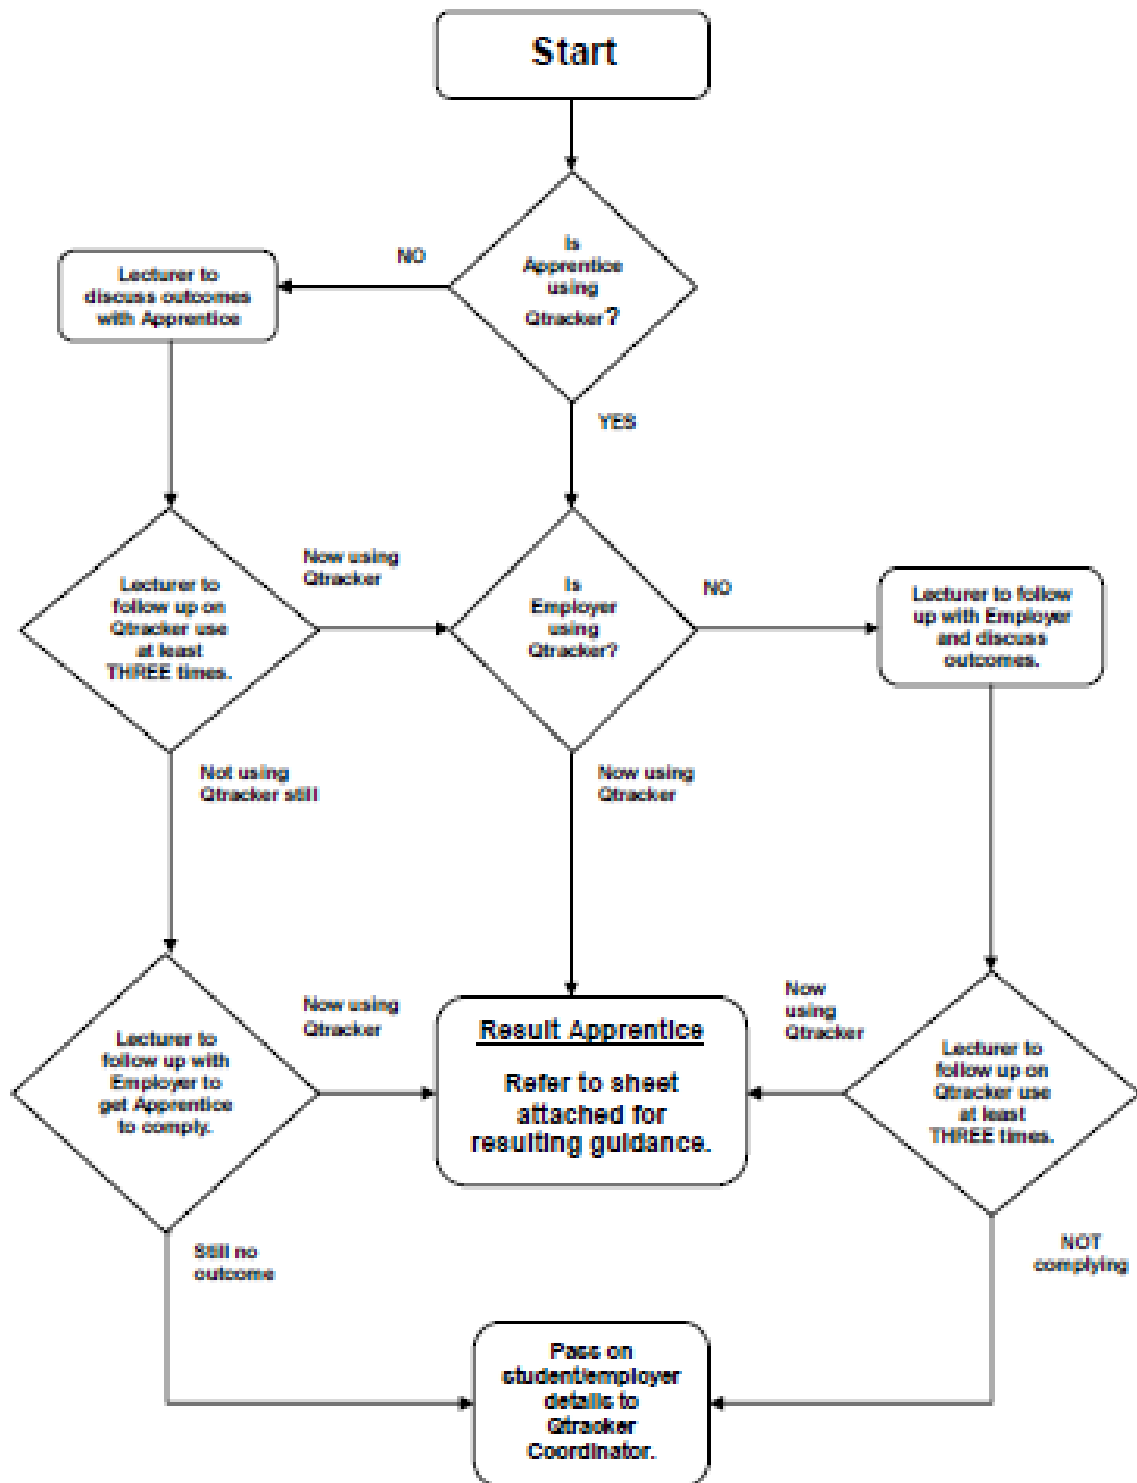 Start
Is
Apprentice
using
Qtracker?
NO
Lecturer to
discuss outcomes
with Apprentice
YES
Lecturer to
follow up on
Qtracker use
at least
THREE times.
Now using
Qtracker
Is
Employer
using
Qtracker?
NO
Lecturer to follow
up with Employer
and discuss
outcomes.
Not using
Qtracker still
Now using
Qtracker
Lecturer to
follow up with
Employer to
get Apprentice
to comply.
Now using
Qtracker
Result Apprentice
Refer to sheet
attached for
resulting guidance.
Now
using
Qtracker
Lecturer to
follow up on
Qtracker use
at least
THREE times.
Still no
outcome
NOT
complying
Pass on
student/employer
details to
Qtracker
Coordinator.